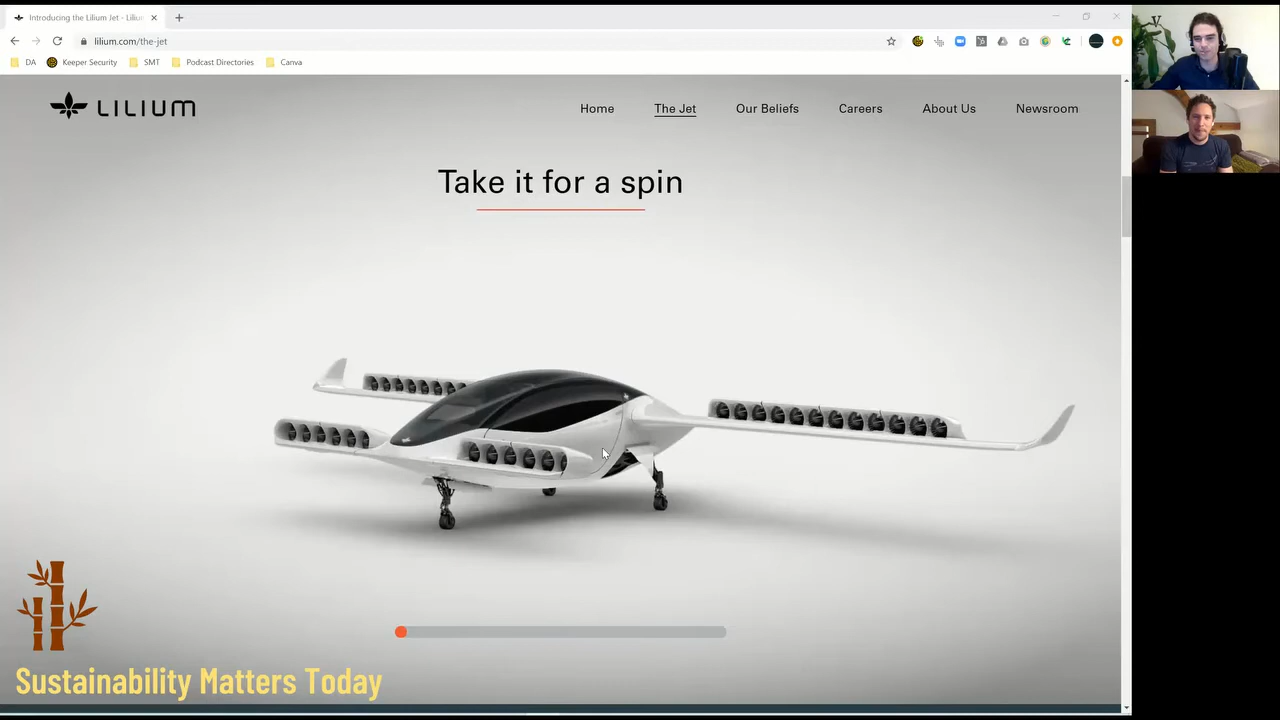 Introducing the Lilium Jet - Liliu
lilium.com/the-jet
DA
Keeper Security
SMT
Podcast Directories
Canva
LILIUM
Home
The Jet
Our Beliefs
Careers
About Us
Newsroom
Take it for a spin
Sustainability Matters Today